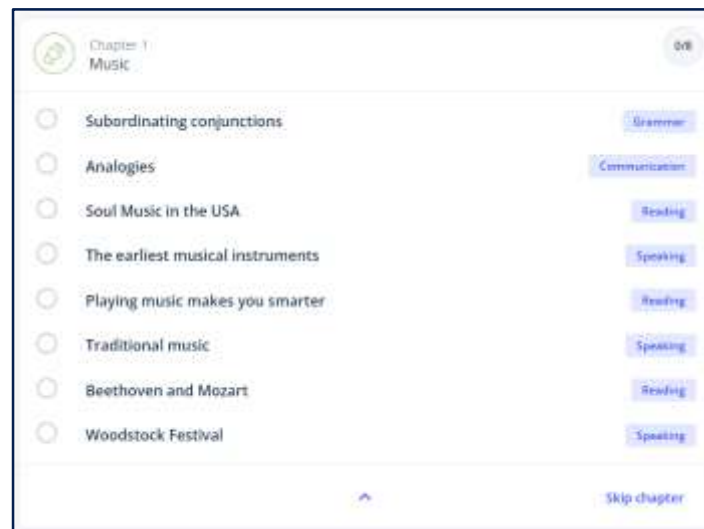 Chapter 1
Music
0/8
Subordinating conjunctions Grammar
Analogies Communication
Soul Music in the USA Reading
The earliest musical instruments Speaking
Playing music makes you smarter Reading
Traditional music Speaking
Beethoven and Mozart Reading
Woodstock Festival Speaking
Skip chapter